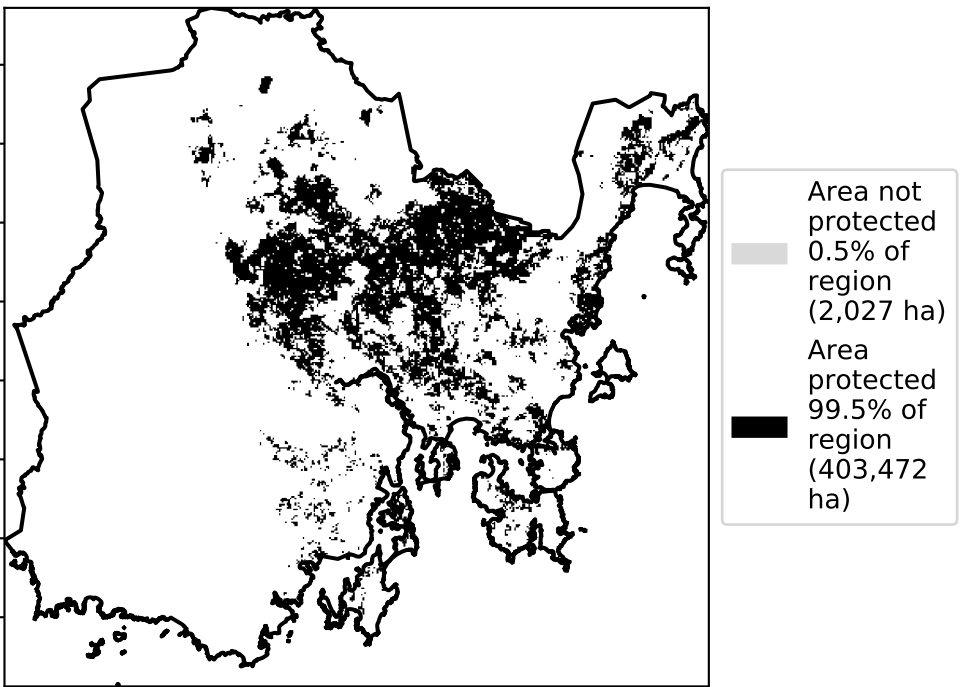 Area not
protected
0.5% of
region
(2,027 ha)
Area
protected
99.5% of
region
(403,472
ha)